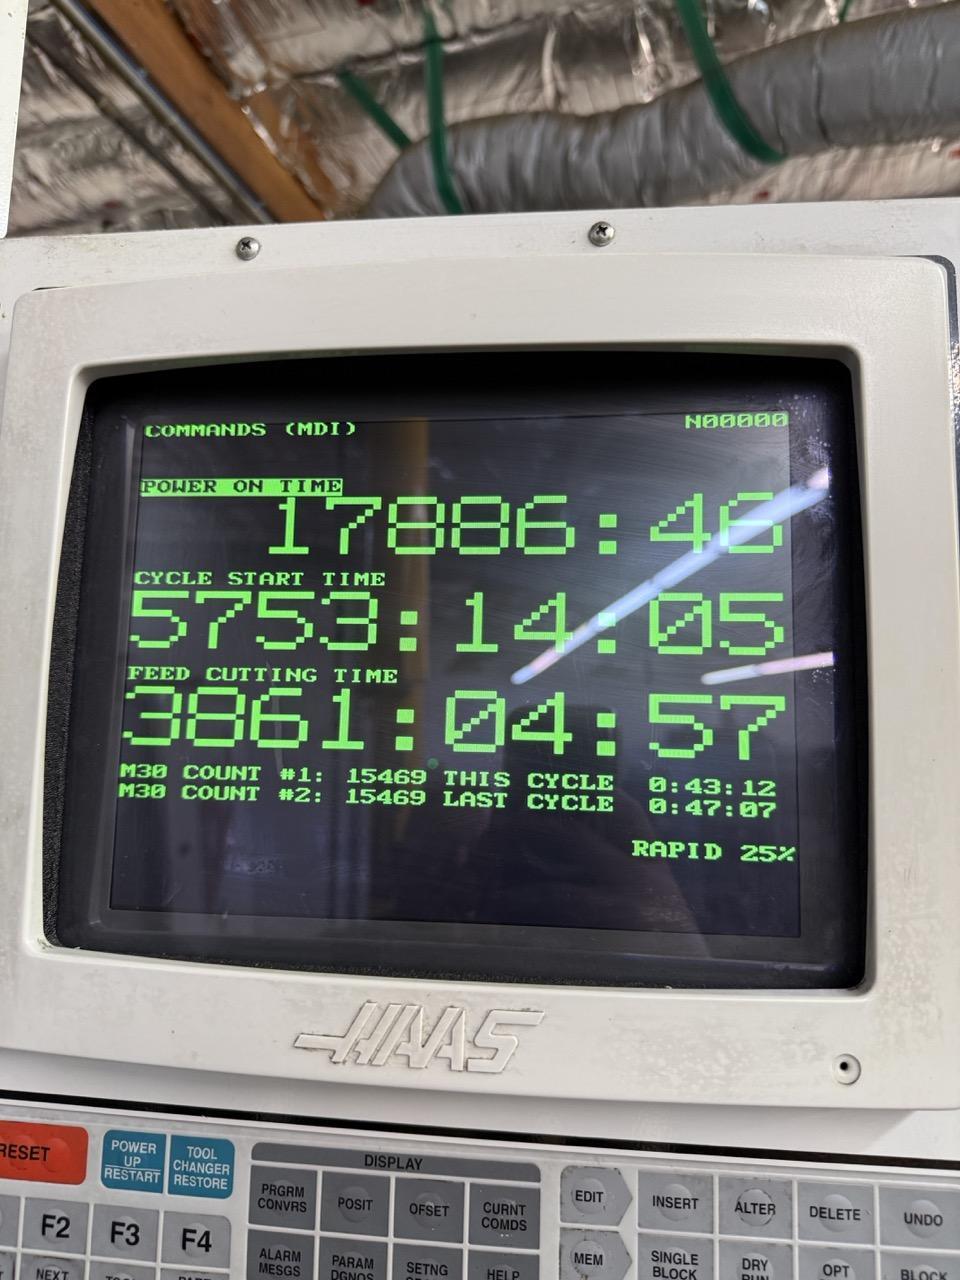 COMMANDS (MDI) N00000
POWER ON TIME
17886:46
CYCLE START TIME
5753:14:05
FEED CUTTING TIME
3861:04:57
M30 COUNT #1: 15469 THIS CYCLE 0:43:12
M30 COUNT #2: 15469 LAST CYCLE 0:47:07
RAPID 25%
HAAS
RESET
POWER UP RESTART
TOOL CHANGER RESTORE
DISPLAY
PRGRM CONVRS
POSIT
OFSET
CURNT COMDS
EDIT
INSERT
ALTER
DELETE
UNDO
F2
F3
F4
ALARM MESGS
PARAM DGNOS
SETNG
HELP
MEM
SINGLE BLOCK
DRY
OPT
BLOCK
NEXT